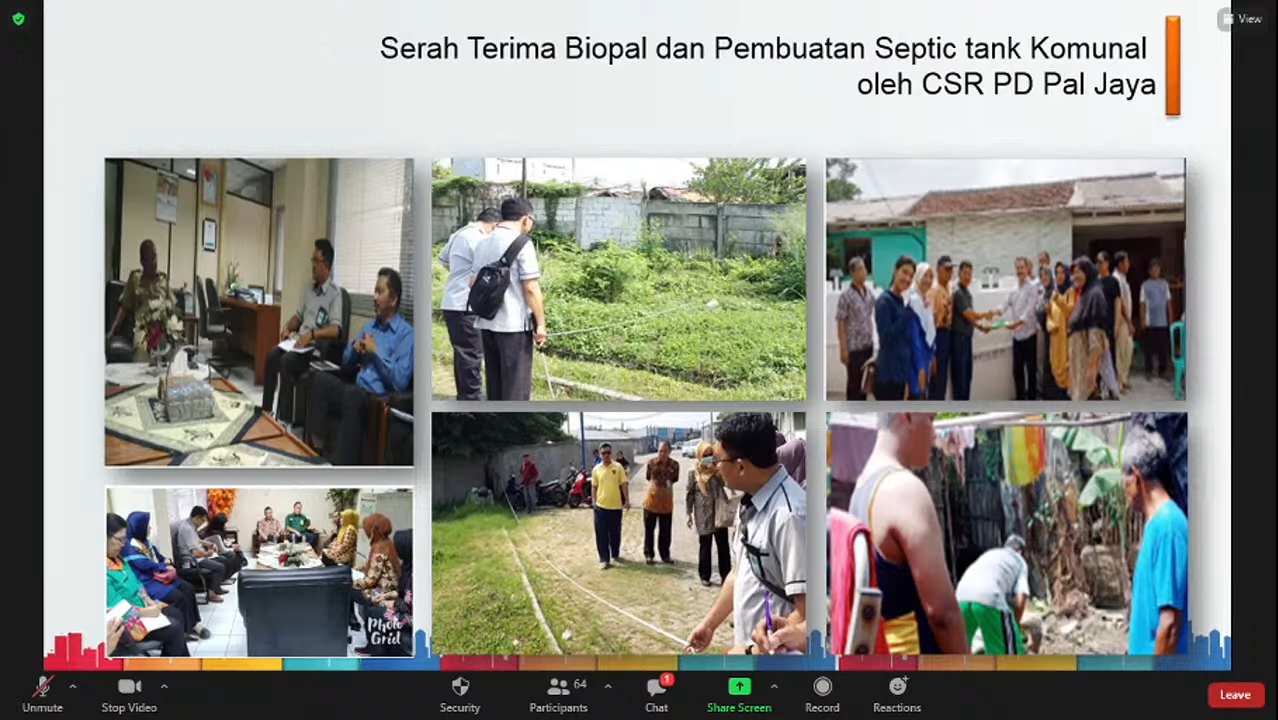 View
Serah Terima Biopal dan Pembuatan Septic tank Komunal
oleh CSR PD Pal Jaya
Photo
Grid
Unmute
Stop Video
Security
Participants
64
Chat
1
Share Screen
Record
Reactions
Leave